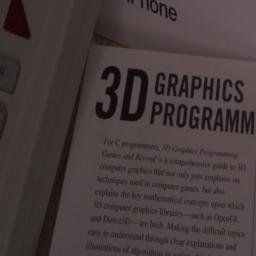 Phone
3D GRAPHICS
PROGRAMM
For C programmers, 3D Graphics Programming:
Games and Beyond is a comprehensive guide to 3D
computer graphics that not only puts emphasis on
techniques used in computer games, but also
explains the key mathematical concepts upon which
3D computer graphics libraries—such as OpenGL
and Direct3D—are built. Making the difficult topics
easy to understand through clear explanations and
illustrations of algorithms in